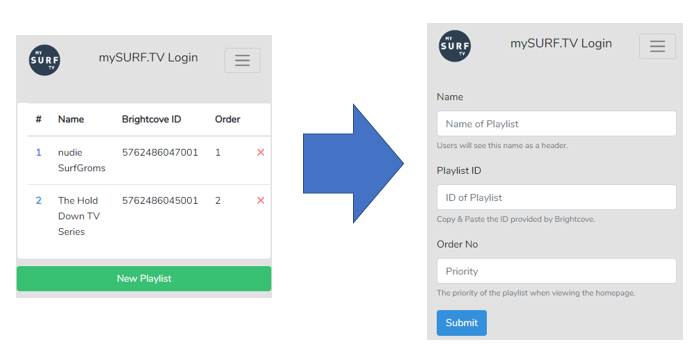 MY
SURF
TV
mySURF.TV Login
# Name Brightcove ID Order
1 nudie 5762486047001 1 ×
SurfGroms
2 The Hold 5762486045001 2 ×
Down TV
Series
New Playlist
MY
SURF
TV
mySURF.TV Login
Name
Name of Playlist
Users will see this name as a header.
Playlist ID
ID of Playlist
Copy & Paste the ID provided by Brightcove.
Order No
Priority
The priority of the playlist when viewing the homepage.
Submit